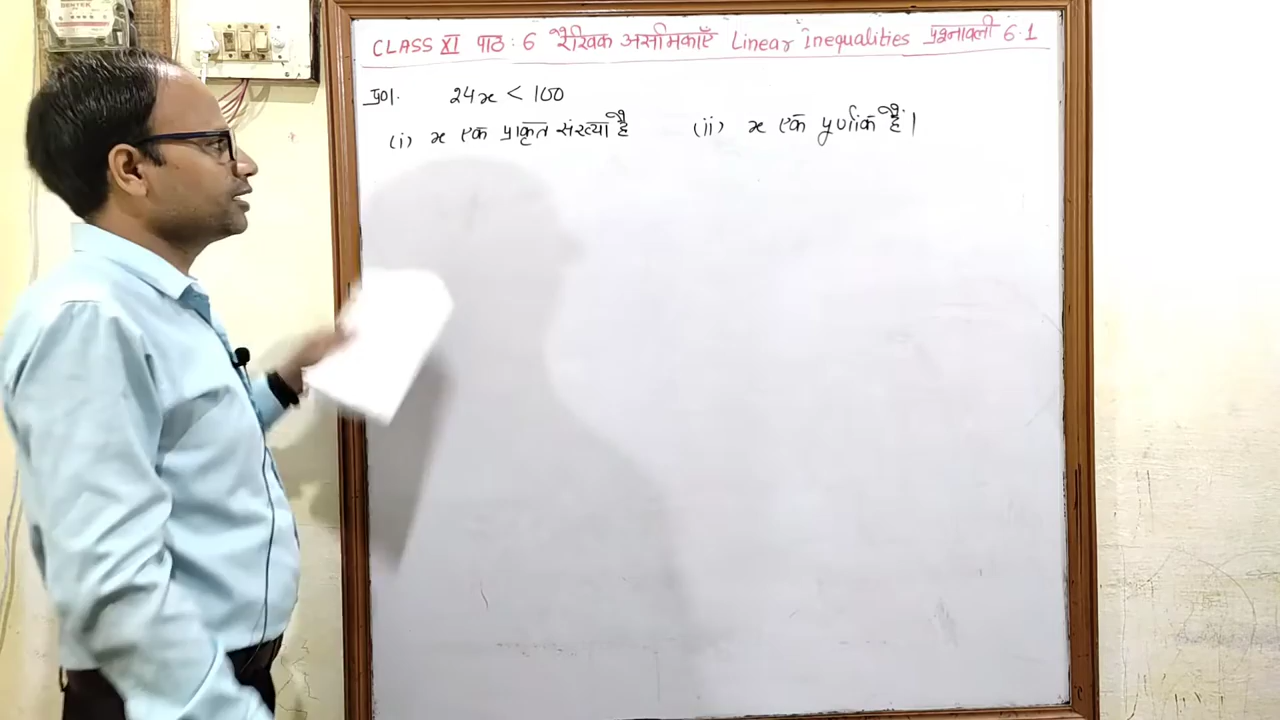 CLASS XI पाठ : 6 रैखिक असमिकाएँ Linear inequalities प्रश्नावली 6.1
प्र01. 24x < 100
(i) x एक प्राकृत संख्या है (ii) x एक पूर्णांक है।